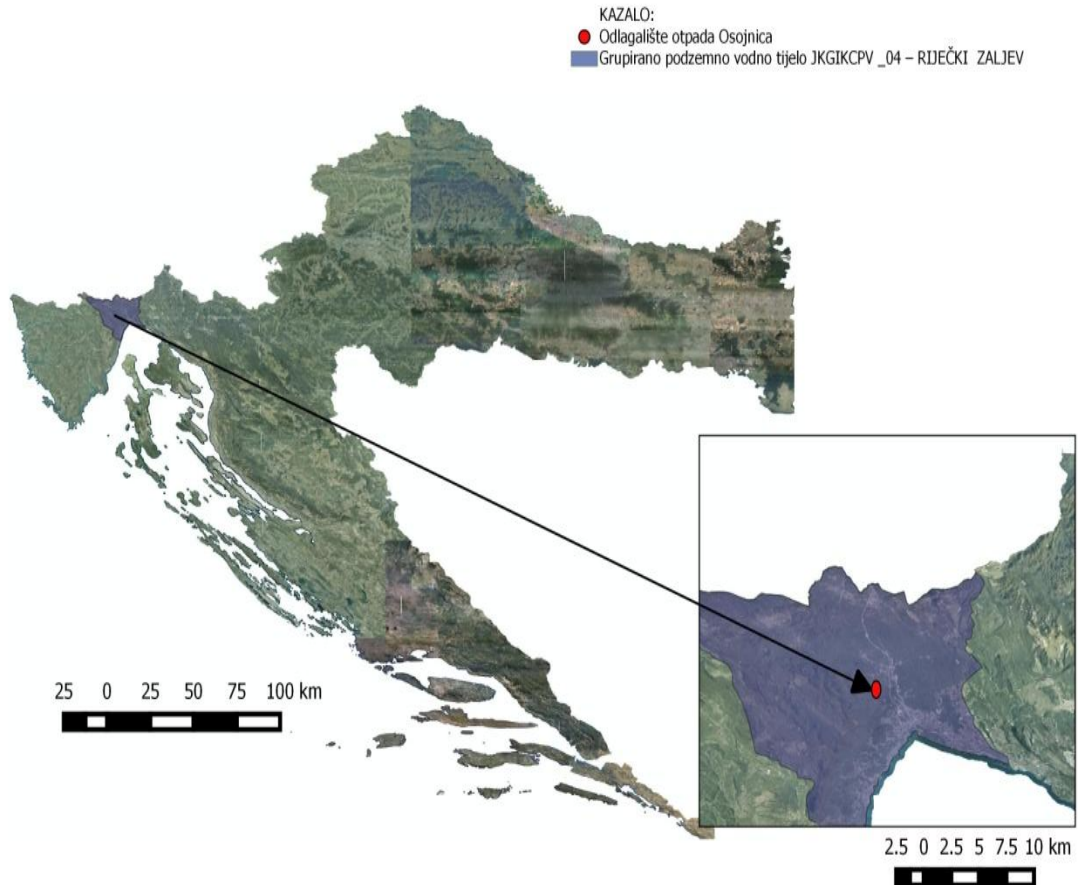 KAZALO:
Odlagalište otpada Osojnica
Grupirano podzemno vodno tijelo JKGIKCPV _04 – RIJEČKI ZALJEV
25 0 25 50 75 100 km
2.5 0 2.5 5 7.5 10 km